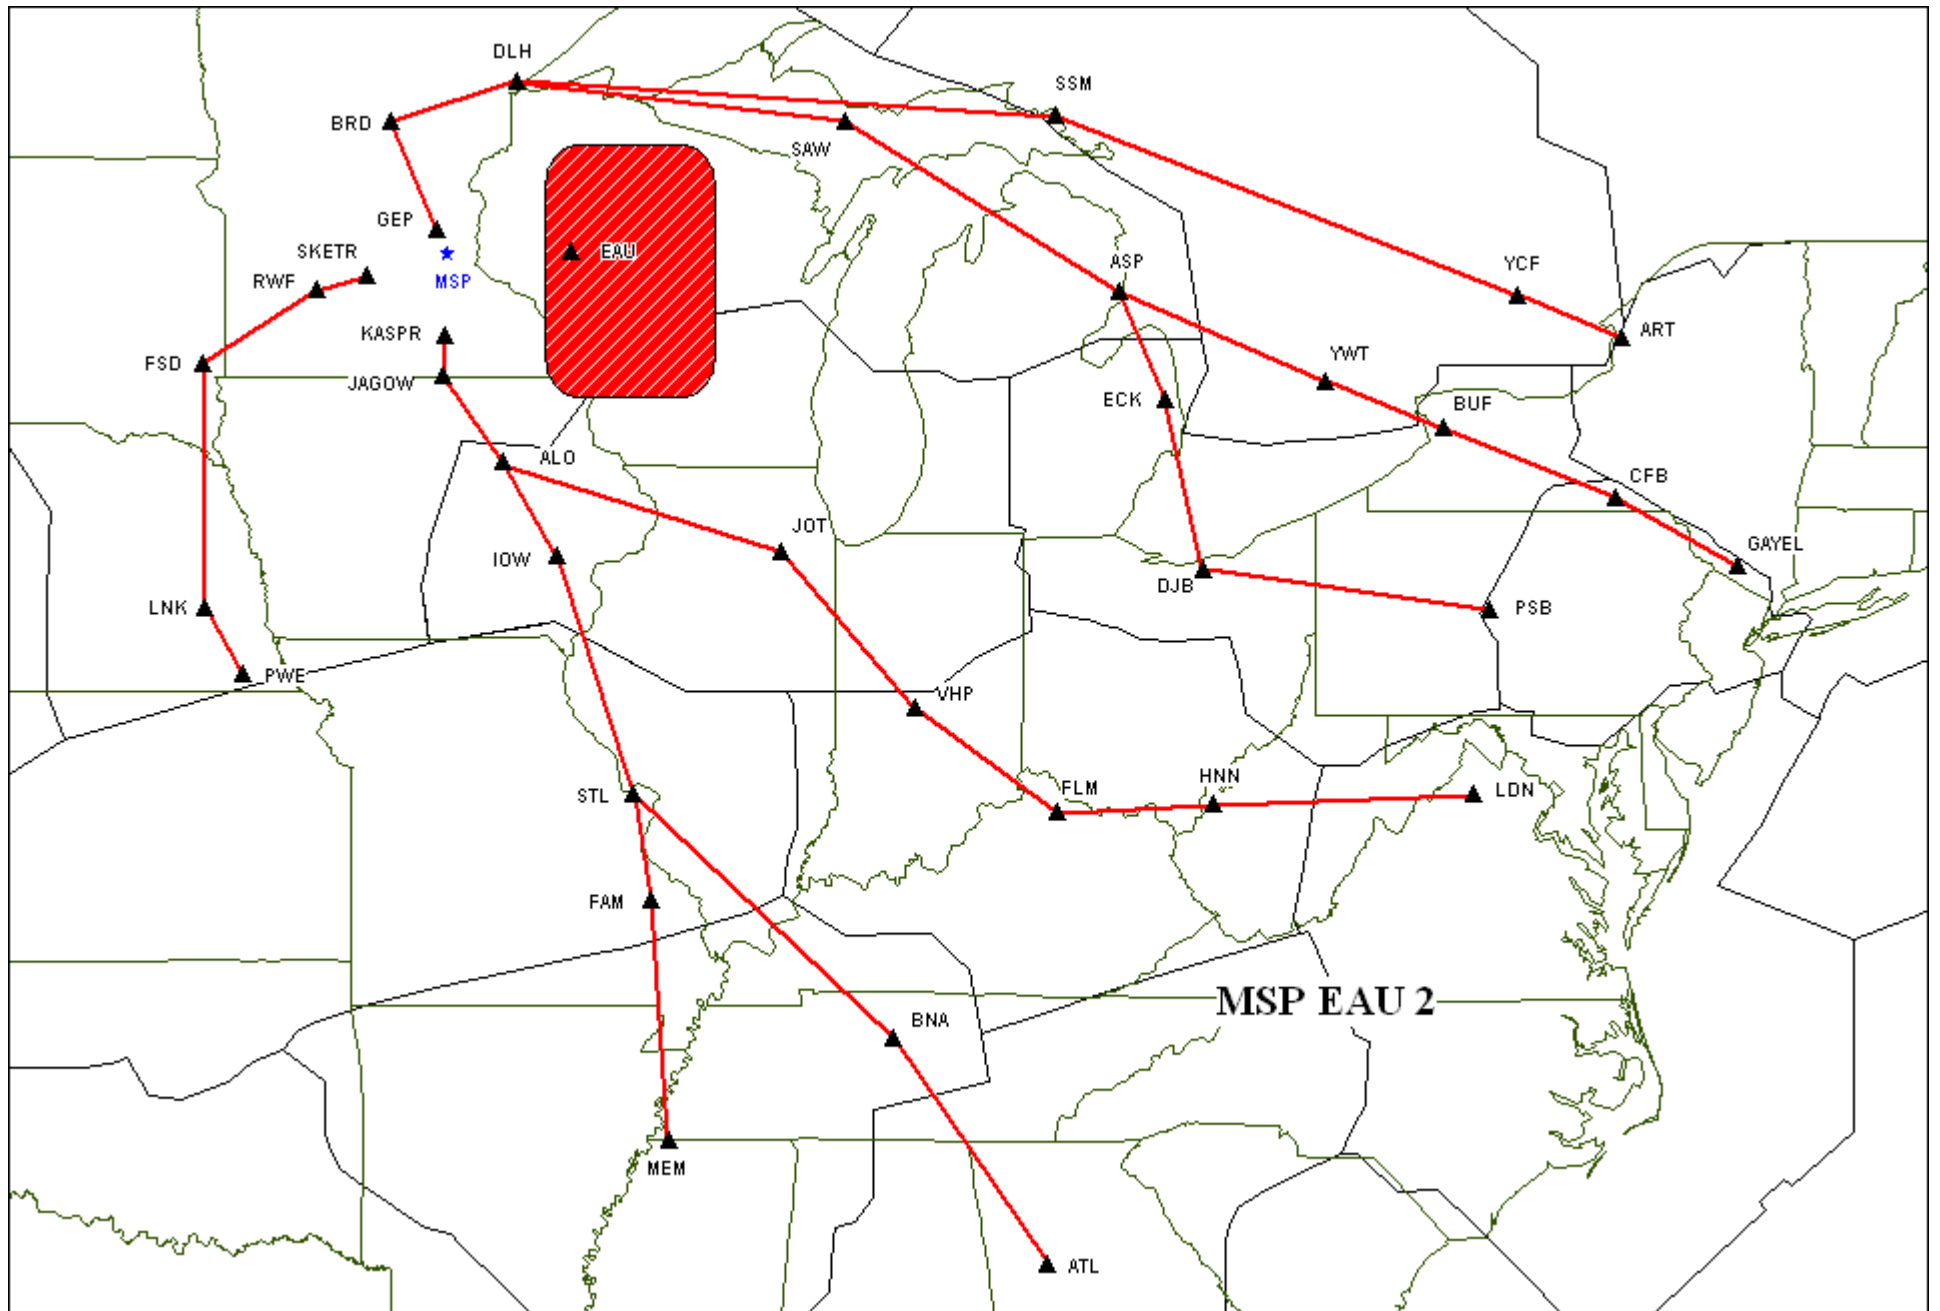 DLH
SSM
BRD
SAW
GEP
SKETR
EAU
ASP
YCF
RWF
MSP
KASPR
ART
FSD
JAGOW
YWT
ECK
BUF
ALO
CFB
JOT
GAYEL
IOW
DJB
LNK
PSB
PWE
VHP
HNN
FLM
LDN
STL
FAM
MSP EAU 2
BNA
MEM
ATL